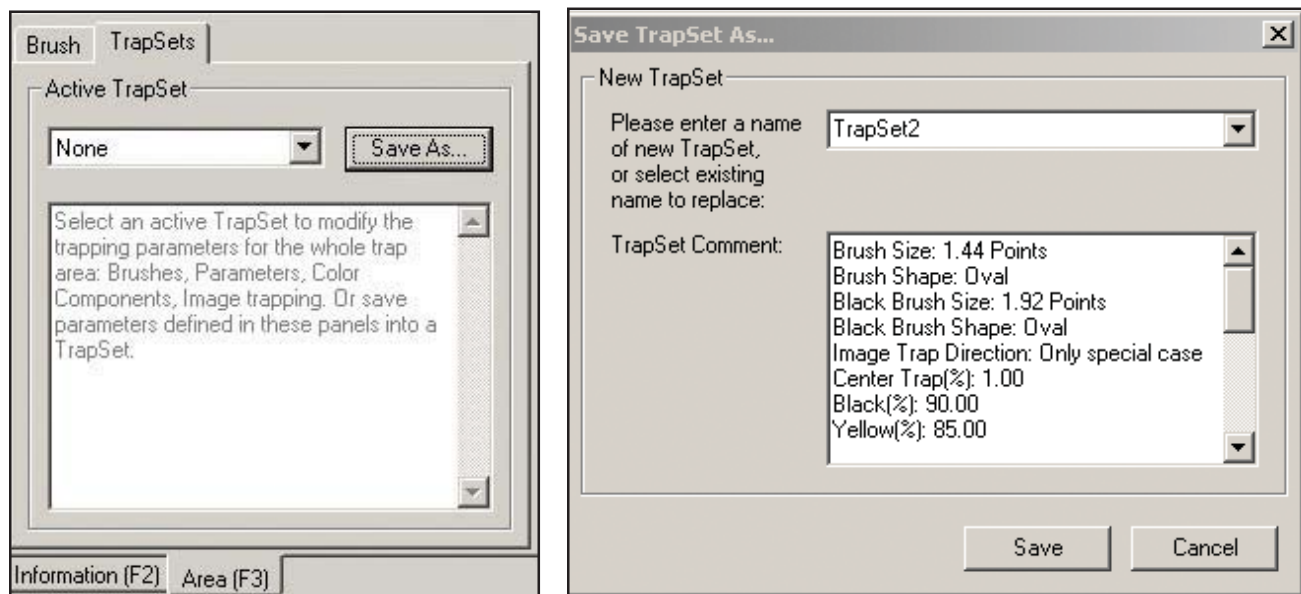 Brush
TrapSets
Active TrapSet
None
Save As...
Select an active TrapSet to modify the
trapping parameters for the whole trap
area: Brushes, Parameters, Color
Components, Image trapping. Or save
parameters defined in these panels into a
TrapSet.
Information (F2)
Area (F3)
Save TrapSet As...
New TrapSet
Please enter a name
of new TrapSet,
or select existing
name to replace:
TrapSet2
TrapSet Comment:
Brush Size: 1.44 Points
Brush Shape: Oval
Black Brush Size: 1.92 Points
Black Brush Shape: Oval
Image Trap Direction: Only special case
Center Trap(%): 1.00
Black(%): 90.00
Yellow(%): 85.00
Save
Cancel